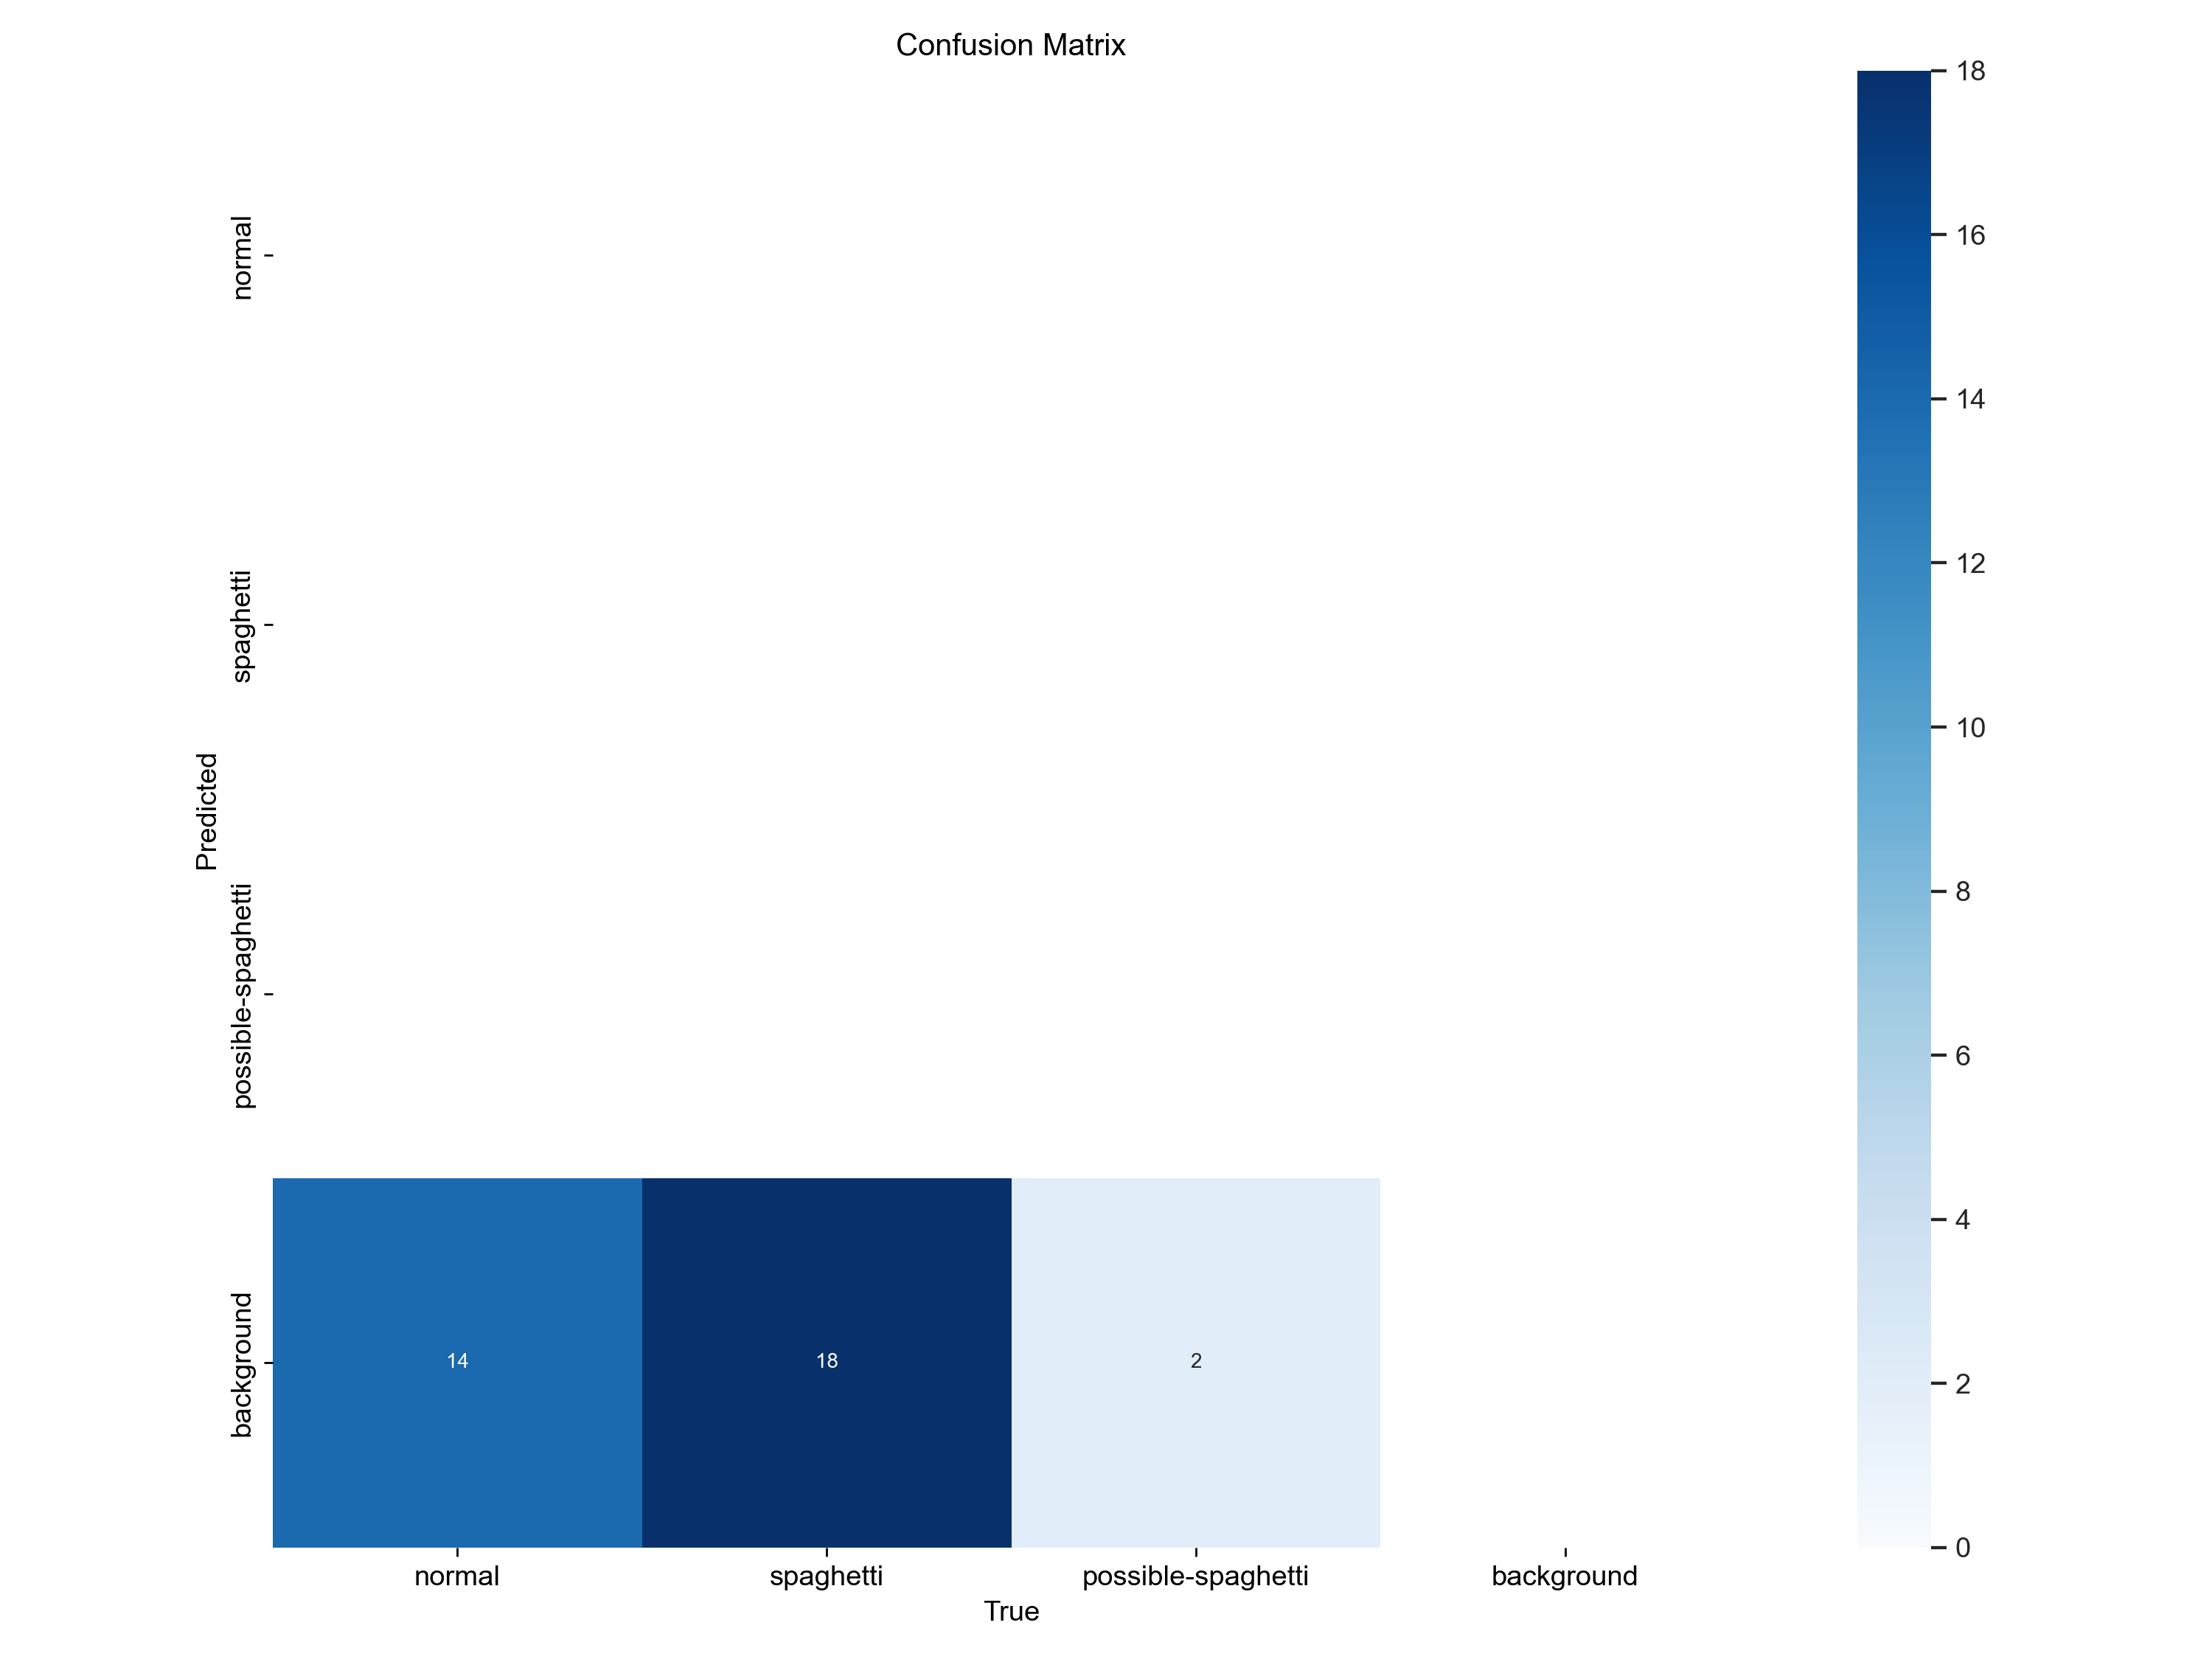 Confusion Matrix
normal
spaghetti
possible-spaghetti
background
Predicted
14
18
2
normal
spaghetti
possible-spaghetti
background
True
18
16
14
12
10
8
6
4
2
0